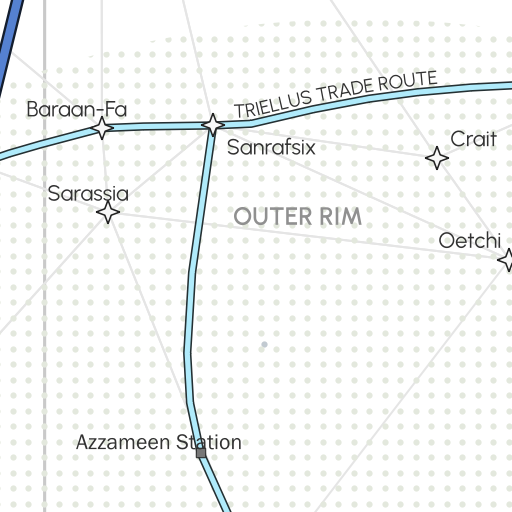 TRIELLUS TRADE ROUTE
Baraan-Fa
Sanrafsix
Crait
Sarassia
OUTER RIM
Oetchi
Azzameen Station